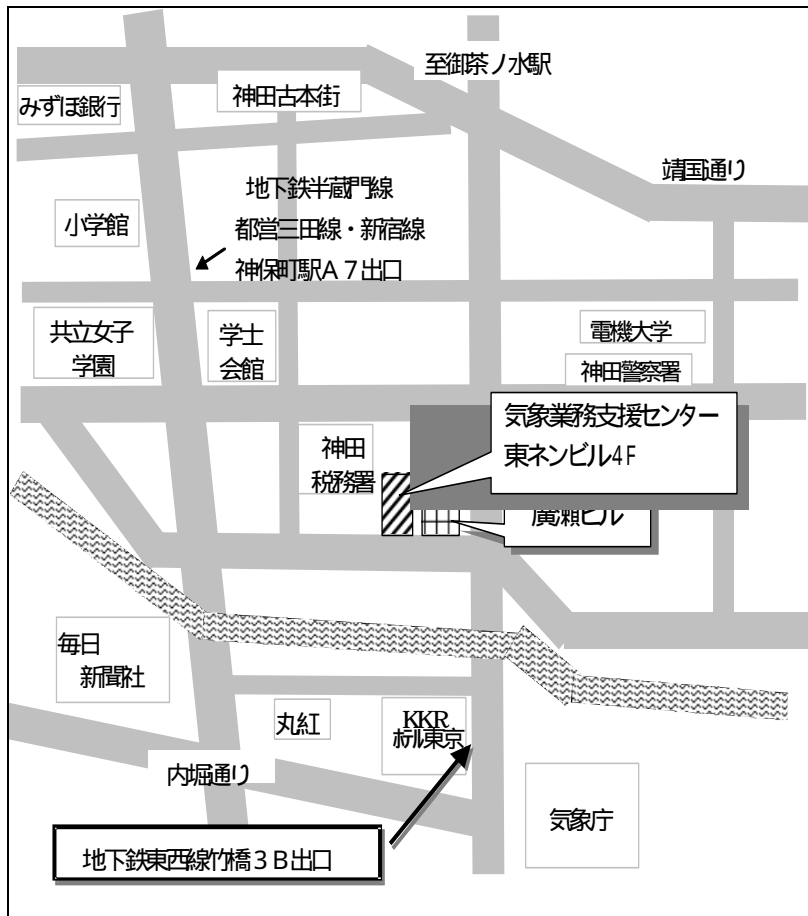 至御茶ノ水駅
みずほ銀行
神田古本街
靖国通り
地下鉄半蔵門線
都営三田線・新宿線
神保町駅A７出口
小学館
共立女子
学園
学士
会館
電機大学
神田警察署
気象業務支援センター
東ネンビル4F
神田
税務署
廣瀬ビル
毎日
新聞社
丸紅
KKR
ホテル東京
内堀通り
気象庁
地下鉄東西線竹橋３B出口